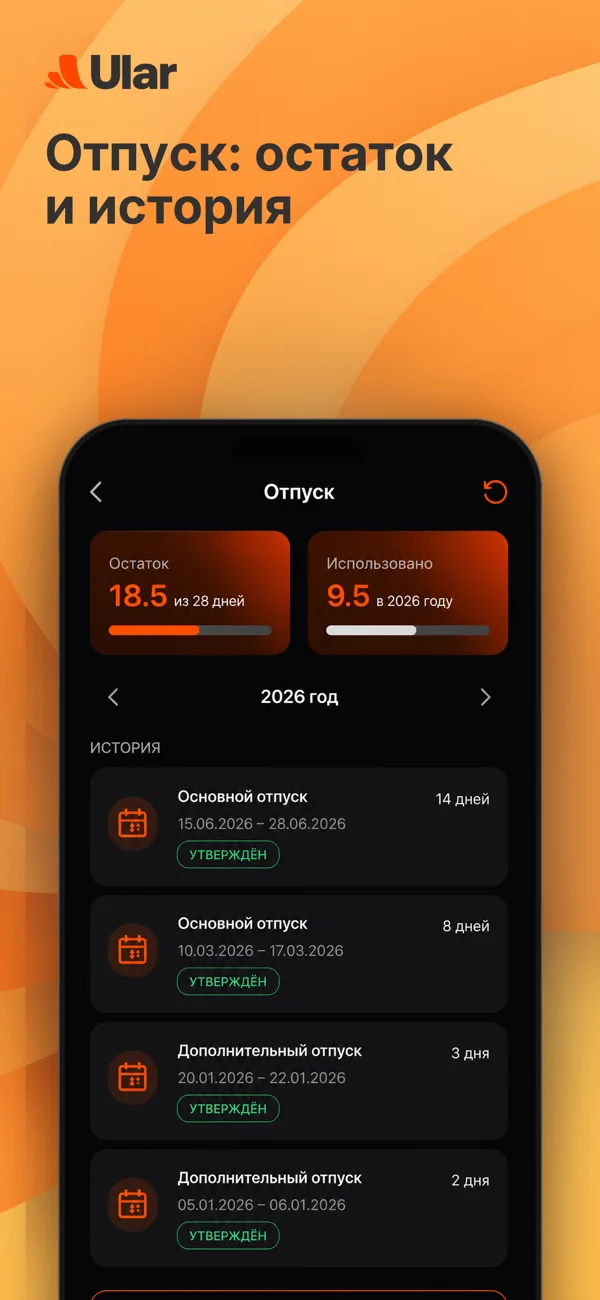 Ular
Отпуск: остаток
и история
Отпуск
Остаток
18.5 из 28 дней
Использовано
9.5 в 2026 году
2026 год
ИСТОРИЯ
Основной отпуск
14 дней
15.06.2026 – 28.06.2026
УТВЕРЖДЁН
Основной отпуск
8 дней
10.03.2026 – 17.03.2026
УТВЕРЖДЁН
Дополнительный отпуск
3 дня
20.01.2026 – 22.01.2026
УТВЕРЖДЁН
Дополнительный отпуск
2 дня
05.01.2026 – 06.01.2026
УТВЕРЖДЁН